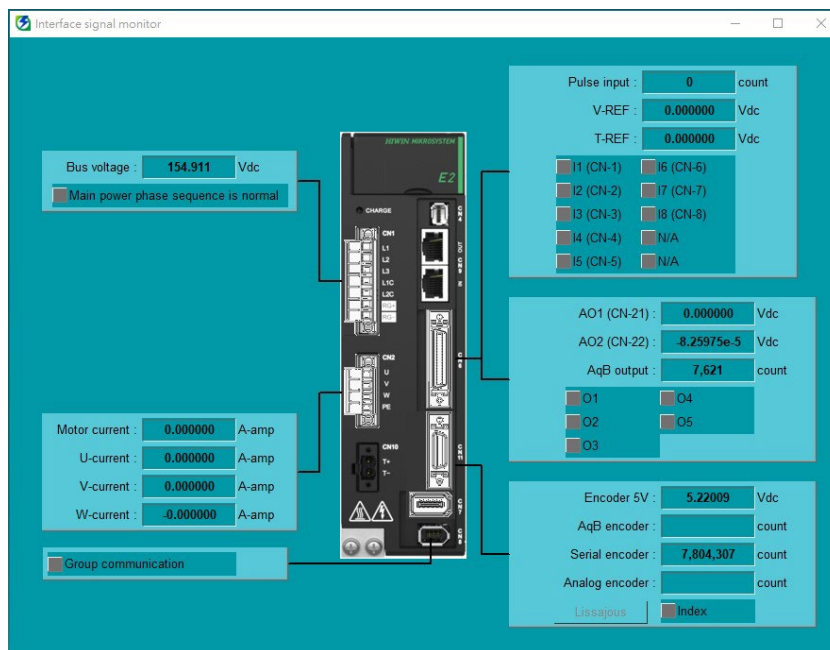 Interface signal monitor
Bus voltage : 154.911 Vdc
Main power phase sequence is normal
Motor current : 0.000000 A-amp
U-current : 0.000000 A-amp
V-current : 0.000000 A-amp
W-current : -0.000000 A-amp
Group communication
HIWIN MIKROSYSTEM
E2
CHARGE
CN1
L1
L2
L3
L1C
L2C
RG+
RG-
CN2
U
V
W
PE
CN10
T+
T-
Pulse input : 0 count
V-REF : 0.000000 Vdc
T-REF : 0.000000 Vdc
I1 (CN-1) I6 (CN-6)
I2 (CN-2) I7 (CN-7)
I3 (CN-3) I8 (CN-8)
I4 (CN-4) N/A
I5 (CN-5) N/A
AO1 (CN-21) : 0.000000 Vdc
AO2 (CN-22) : -8.25975e-5 Vdc
AqB output : 7,621 count
O1 O4
O2 O5
O3
Encoder 5V : 5.22009 Vdc
AqB encoder : count
Serial encoder : 7,804,307 count
Analog encoder : count
Lissajous Index